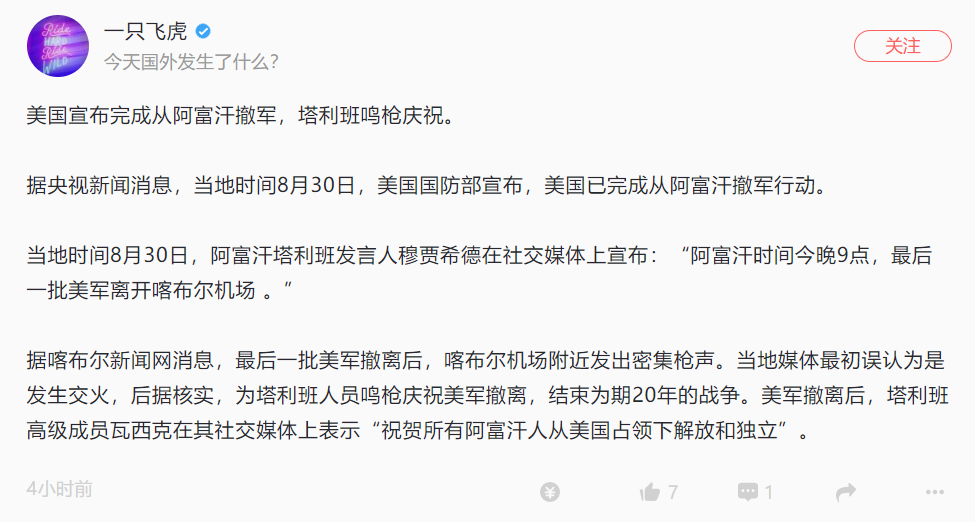 Ride
HARD
Ride
WILD
一只飞虎
今天国外发生了什么?
关注
美国宣布完成从阿富汗撤军，塔利班鸣枪庆祝。
据央视新闻消息，当地时间8月30日，美国国防部宣布，美国已完成从阿富汗撤军行动。
当地时间8月30日，阿富汗塔利班发言人穆贾希德在社交媒体上宣布：“阿富汗时间今晚9点，最后
一批美军离开喀布尔机场 。”
据喀布尔新闻网消息，最后一批美军撤离后，喀布尔机场附近发出密集枪声。当地媒体最初误认为是
发生交火，后据核实，为塔利班人员鸣枪庆祝美军撤离，结束为期20年的战争。美军撤离后，塔利班
高级成员瓦西克在其社交媒体上表示“祝贺所有阿富汗人从美国占领下解放和独立”。
4小时前
¥
7
1